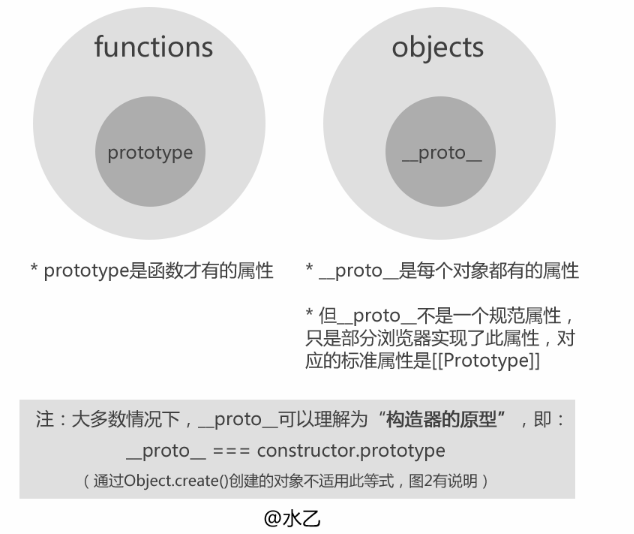 functions
objects
prototype
__proto__
* prototype是函数才有的属性
* __proto__是每个对象都有的属性
* 但__proto__不是一个规范属性，
只是部分浏览器实现了此属性，对
应的标准属性是[[Prototype]]
注：大多数情况下，__proto__可以理解为“构造器的原型”，即：
__proto__ === constructor.prototype
（通过Object.create()创建的对象不适用此等式，图2有说明）
@水乙